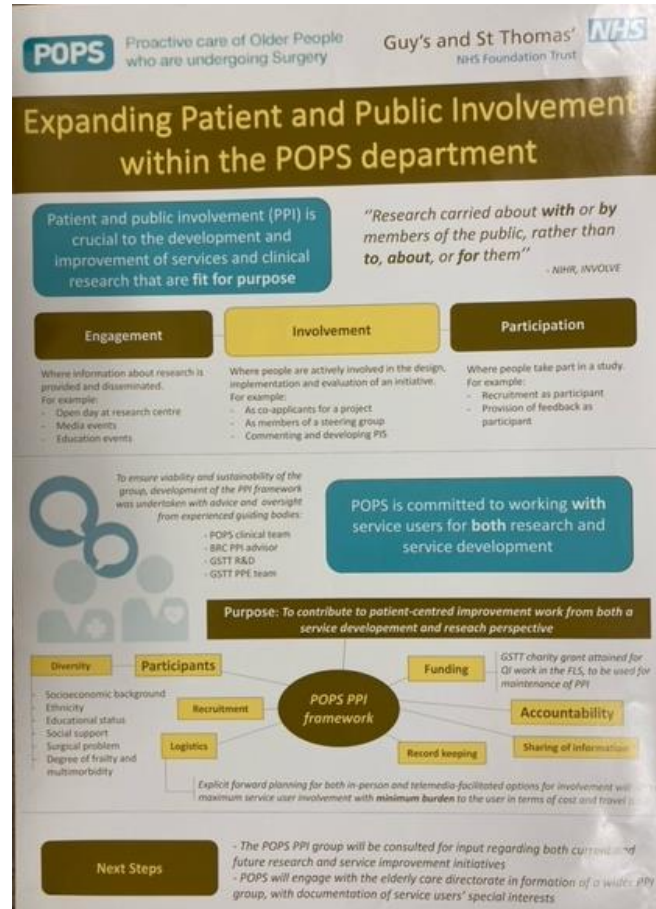 POPS
Proactive care of Older People
who are undergoing Surgery
Guy's and St Thomas'
NHS
NHS Foundation Trust
Expanding Patient and Public Involvement
within the POPS department
Patient and public involvement (PPI) is
crucial to the development and
improvement of services and clinical
research that are fit for purpose
"Research carried about with or by
members of the public, rather than
to, about, or for them"
- NIHR, INVOLVE
Engagement
Where information about research is
provided and disseminated.
For example:
- Open day at research centre
- Media events
- Education events
Involvement
Where people are actively involved in the design,
implementation and evaluation of an initiative.
For example:
- As co-applicants for a project
- As members of a steering group
- Commenting and developing PIS
Participation
Where people take part in a study.
For example:
- Recruitment as participant
- Provision of feedback as
participant
To ensure viability and sustainability of the
group, development of the PPI framework
was undertaken with advice and oversight
from experienced guiding bodies:
- POPS clinical team
- BRC PPI advisor
- GSTT R&D
- GSTT PPE team
POPS is committed to working with
service users for both research and
service development
Purpose: To contribute to patient-centred improvement work from both a
service developement and reseach perspective
Diversity
Participants
- Socioeconomic background
- Ethnicity
- Educational status
- Social support
- Surgical problem
- Degree of frailty and
multimorbidity
Recruitment
Logistics
POPS PPI
framework
Funding
GSTT charity grant attained for
QI work in the FLS, to be used for
maintenance of PPI
Accountability
Record keeping
Sharing of information
Explicit forward planning for both in-person and telemedia-facilitated options for involvement
maximum service user involvement with minimum burden to the user in terms of cost and travel
Next Steps
- The POPS PPI group will be consulted for input regarding both current and
future research and service improvement initiatives
- POPS will engage with the elderly care directorate in formation of a wider PPI
group, with documentation of service users' special interests